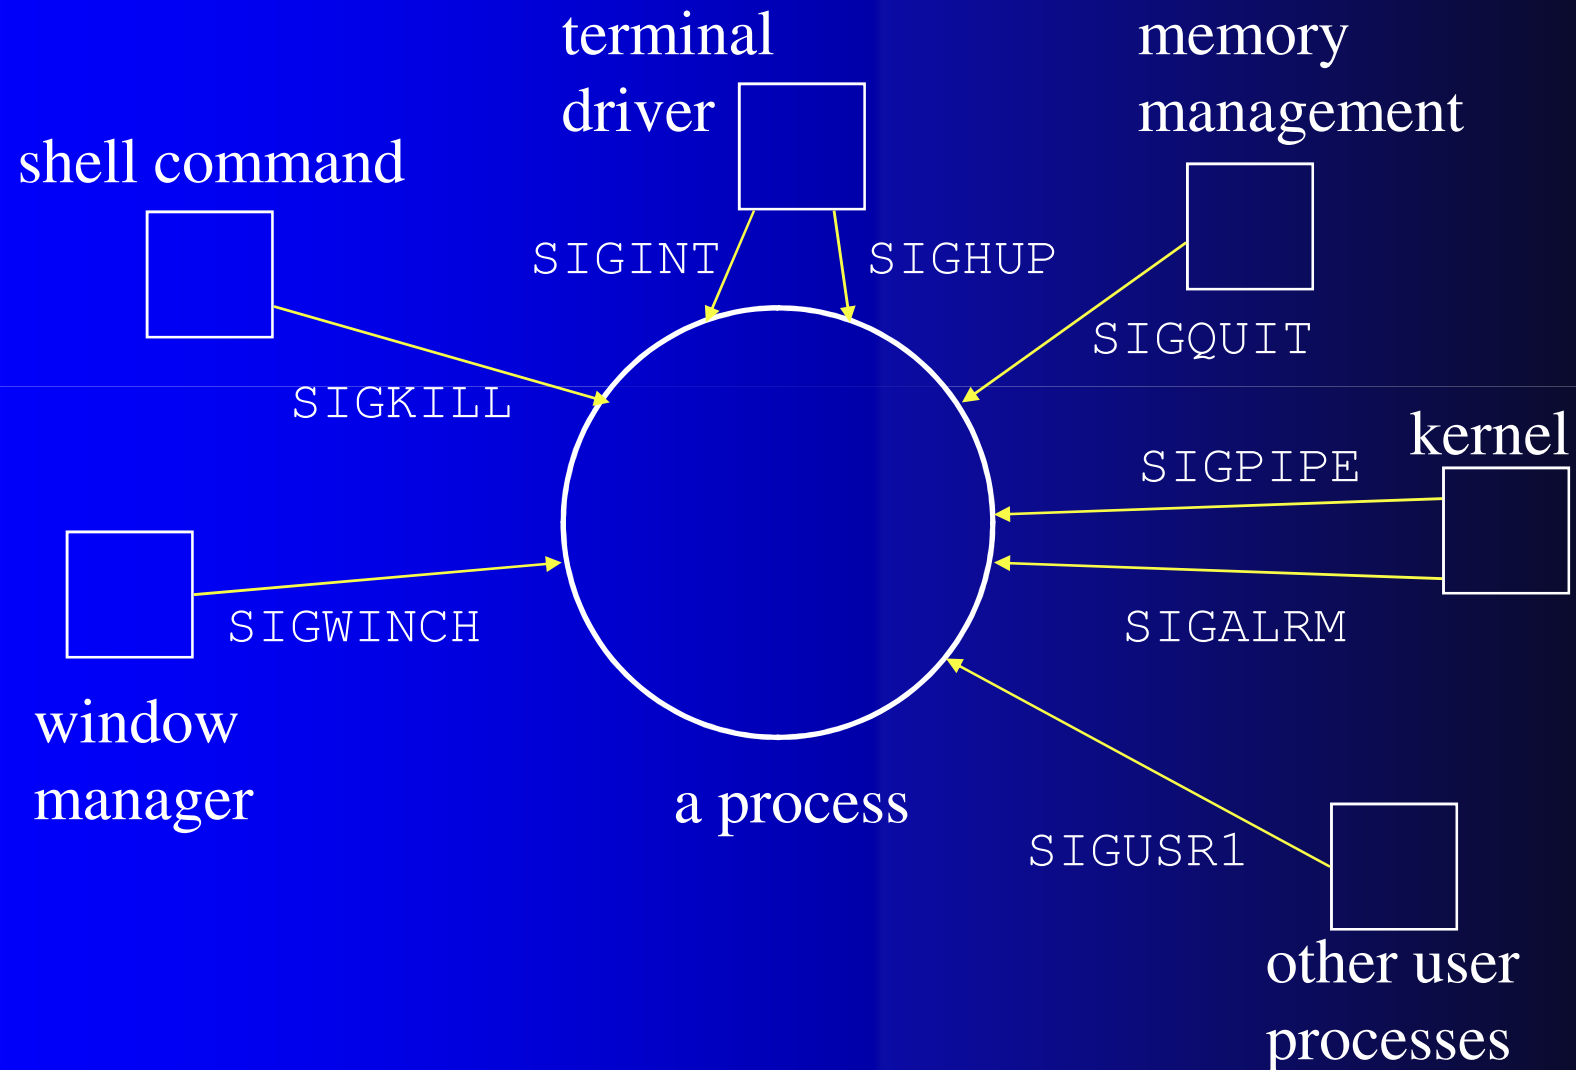 terminal
driver
memory
management
shell command
SIGINT
SIGHUP
SIGQUIT
SIGKILL
kernel
SIGPIPE
SIGWINCH
SIGALRM
window
manager
a process
SIGUSR1
other user
processes